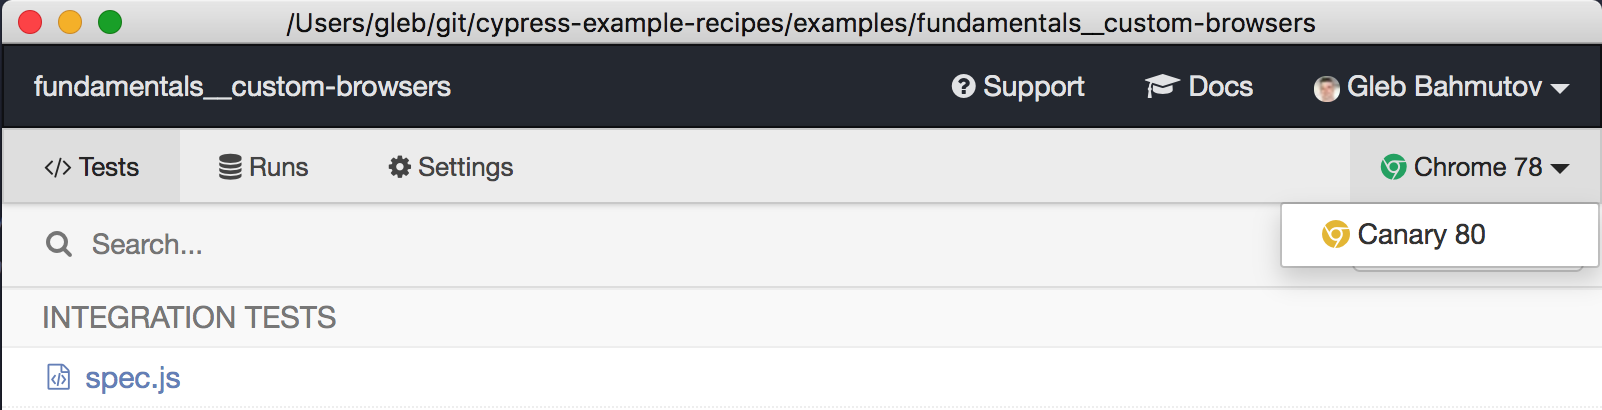 /Users/gleb/git/cypress-example-recipes/examples/fundamentals__custom-browsers
fundamentals__custom-browsers Support Docs Gleb Bahmutov
Tests Runs Settings Chrome 78
Search... Canary 80
INTEGRATION TESTS
spec.js